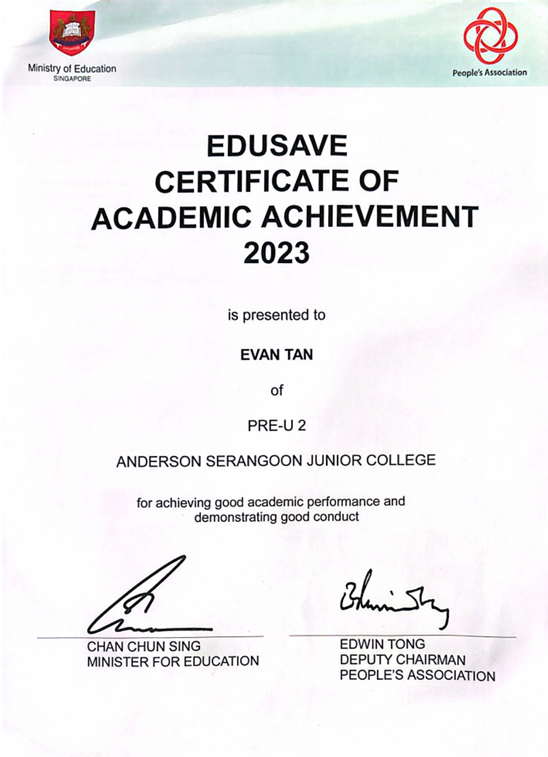 Ministry of Education
SINGAPORE
People's Association
EDUSAVE
CERTIFICATE OF
ACADEMIC ACHIEVEMENT
2023
is presented to
EVAN TAN
of
PRE-U 2
ANDERSON SERANGOON JUNIOR COLLEGE
for achieving good academic performance and
demonstrating good conduct
CHAN CHUN SING
MINISTER FOR EDUCATION
EDWIN TONG
DEPUTY CHAIRMAN
PEOPLE'S ASSOCIATION